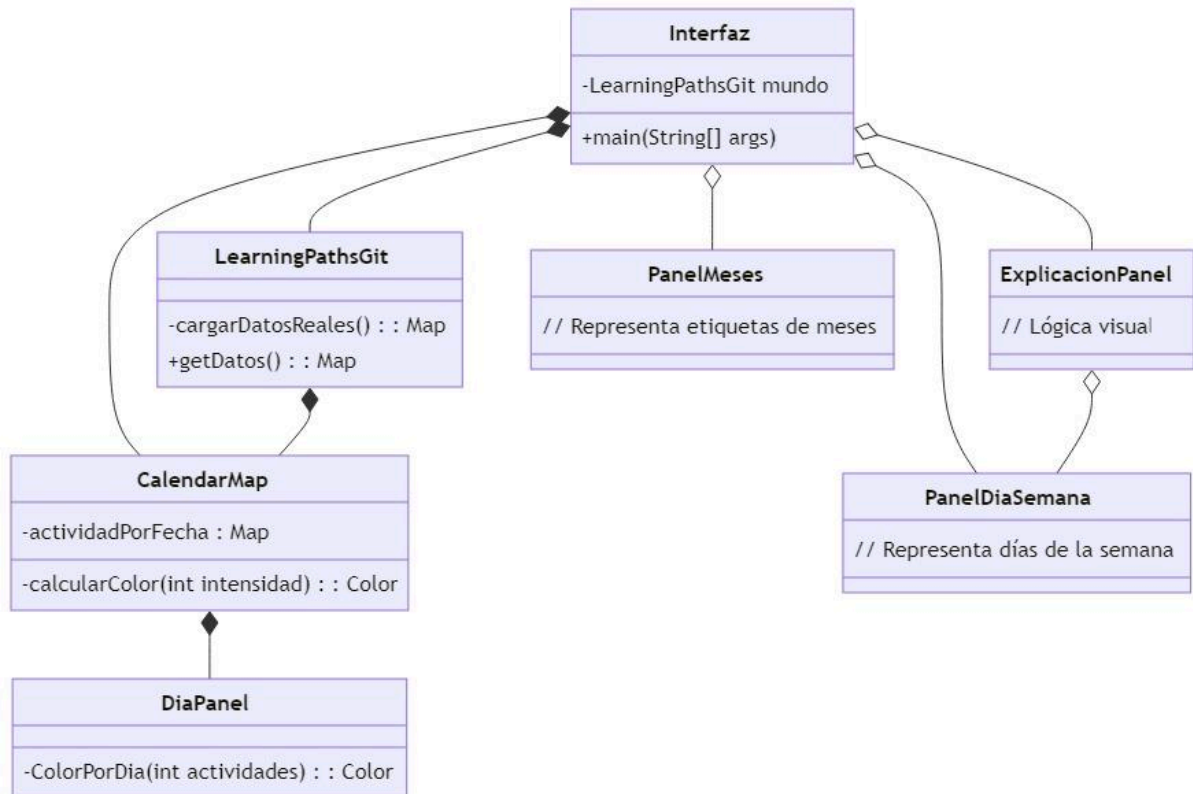 Interfaz
-LearningPathsGit mundo
+main(String[] args)
LearningPathsGit
-cargarDatosReales() : : Map
+getDatos() : : Map
PanelMeses
// Representa etiquetas de meses
ExplicacionPanel
// Lógica visual
CalendarMap
-actividadPorFecha : Map
-calcularColor(int intensidad) : : Color
PanelDiaSemana
// Representa días de la semana
DiaPanel
-ColorPorDia(int actividades) : : Color